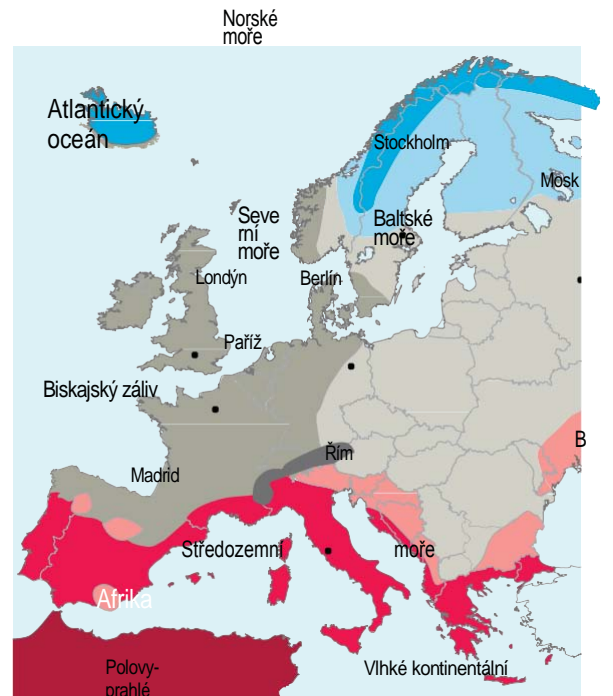 Norské
moře
Atlantický
oceán
Stockholm
Mosk
Seve
rní
moře
Baltské
moře
Londýn
Berlín
Paříž
Biskajský záliv
B
Řím
Madrid
Středozemní
moře
Afrika
Polovy-
prahlé
Vlhké kontinentální